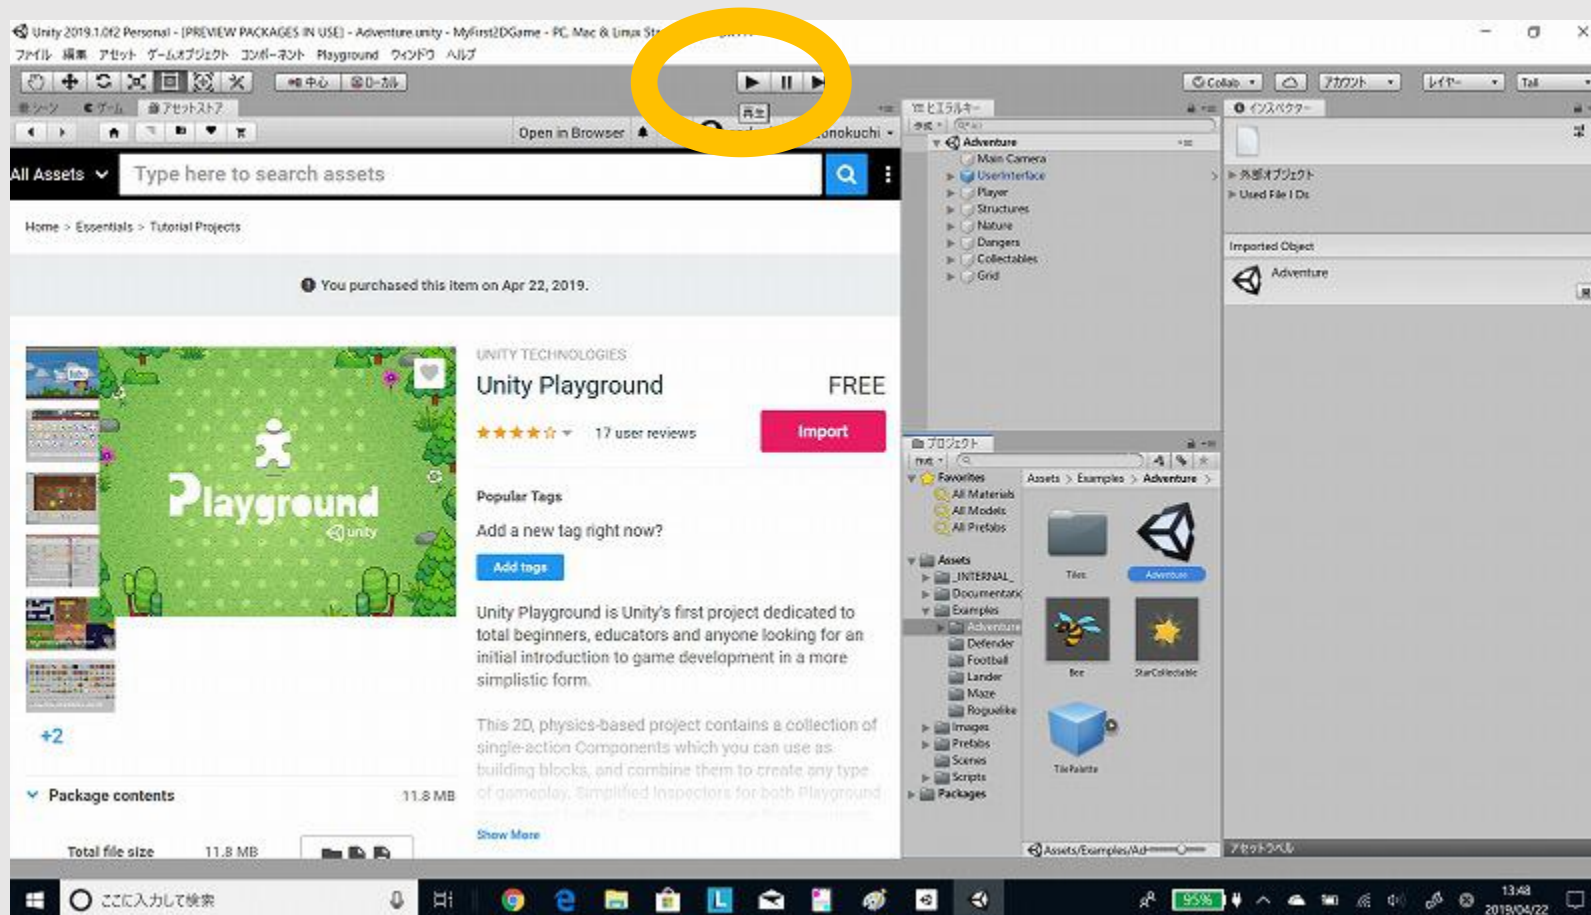 Unity 2019.1.0f2 Personal - [PREVIEW PACKAGES IN USE] - Adventure.unity - MyFirst2DGame - PC, Mac & Linux
ファイル 編集 アセット ゲームオブジェクト コンポーネント Playground ウィンドウ ヘルプ
中心 ローカル
Collab アカウント レイヤー Tall
シーン ゲーム アセットストア
再生
Open in Browser
onokuchi
All Assets
Type here to search assets
Home > Essentials > Tutorial Projects
You purchased this item on Apr 22, 2019.
UNITY TECHNOLOGIES
Unity Playground
FREE
17 user reviews
Import
Playground
unity
Popular Tags
Add a new tag right now?
Add tags
Unity Playground is Unity's first project dedicated to
total beginners, educators and anyone looking for an
initial introduction to game development in a more
simplistic form.
This 2D, physics-based project contains a collection of
single-action Components which you can use as
building blocks, and combine them to create any type
of gameplay. Simplified Inspectors for both Playground
Show More
+2
Package contents
11.8 MB
Total file size
11.8 MB
ヒエラルキー
作成
Adventure
Main Camera
UserInterface
Player
Structures
Nature
Dangers
Collectables
Grid
インスペクター
外部オブジェクト
Used File I Ds
Imported Object
Adventure
プロジェクト
Favorites
All Materials
All Models
All Prefabs
Assets
_INTERNAL_
Documentatic
Examples
Adventure
Defender
Football
Lander
Maze
Roguelike
Images
Prefabs
Scenes
Scripts
Packages
Assets > Examples > Adventure >
Tiles
Adventure
Bee
StarCollectable
TilePalette
Assets/Examples/Ad
アセットラベル
ここに入力して検索
95%
13:48
2019/04/22